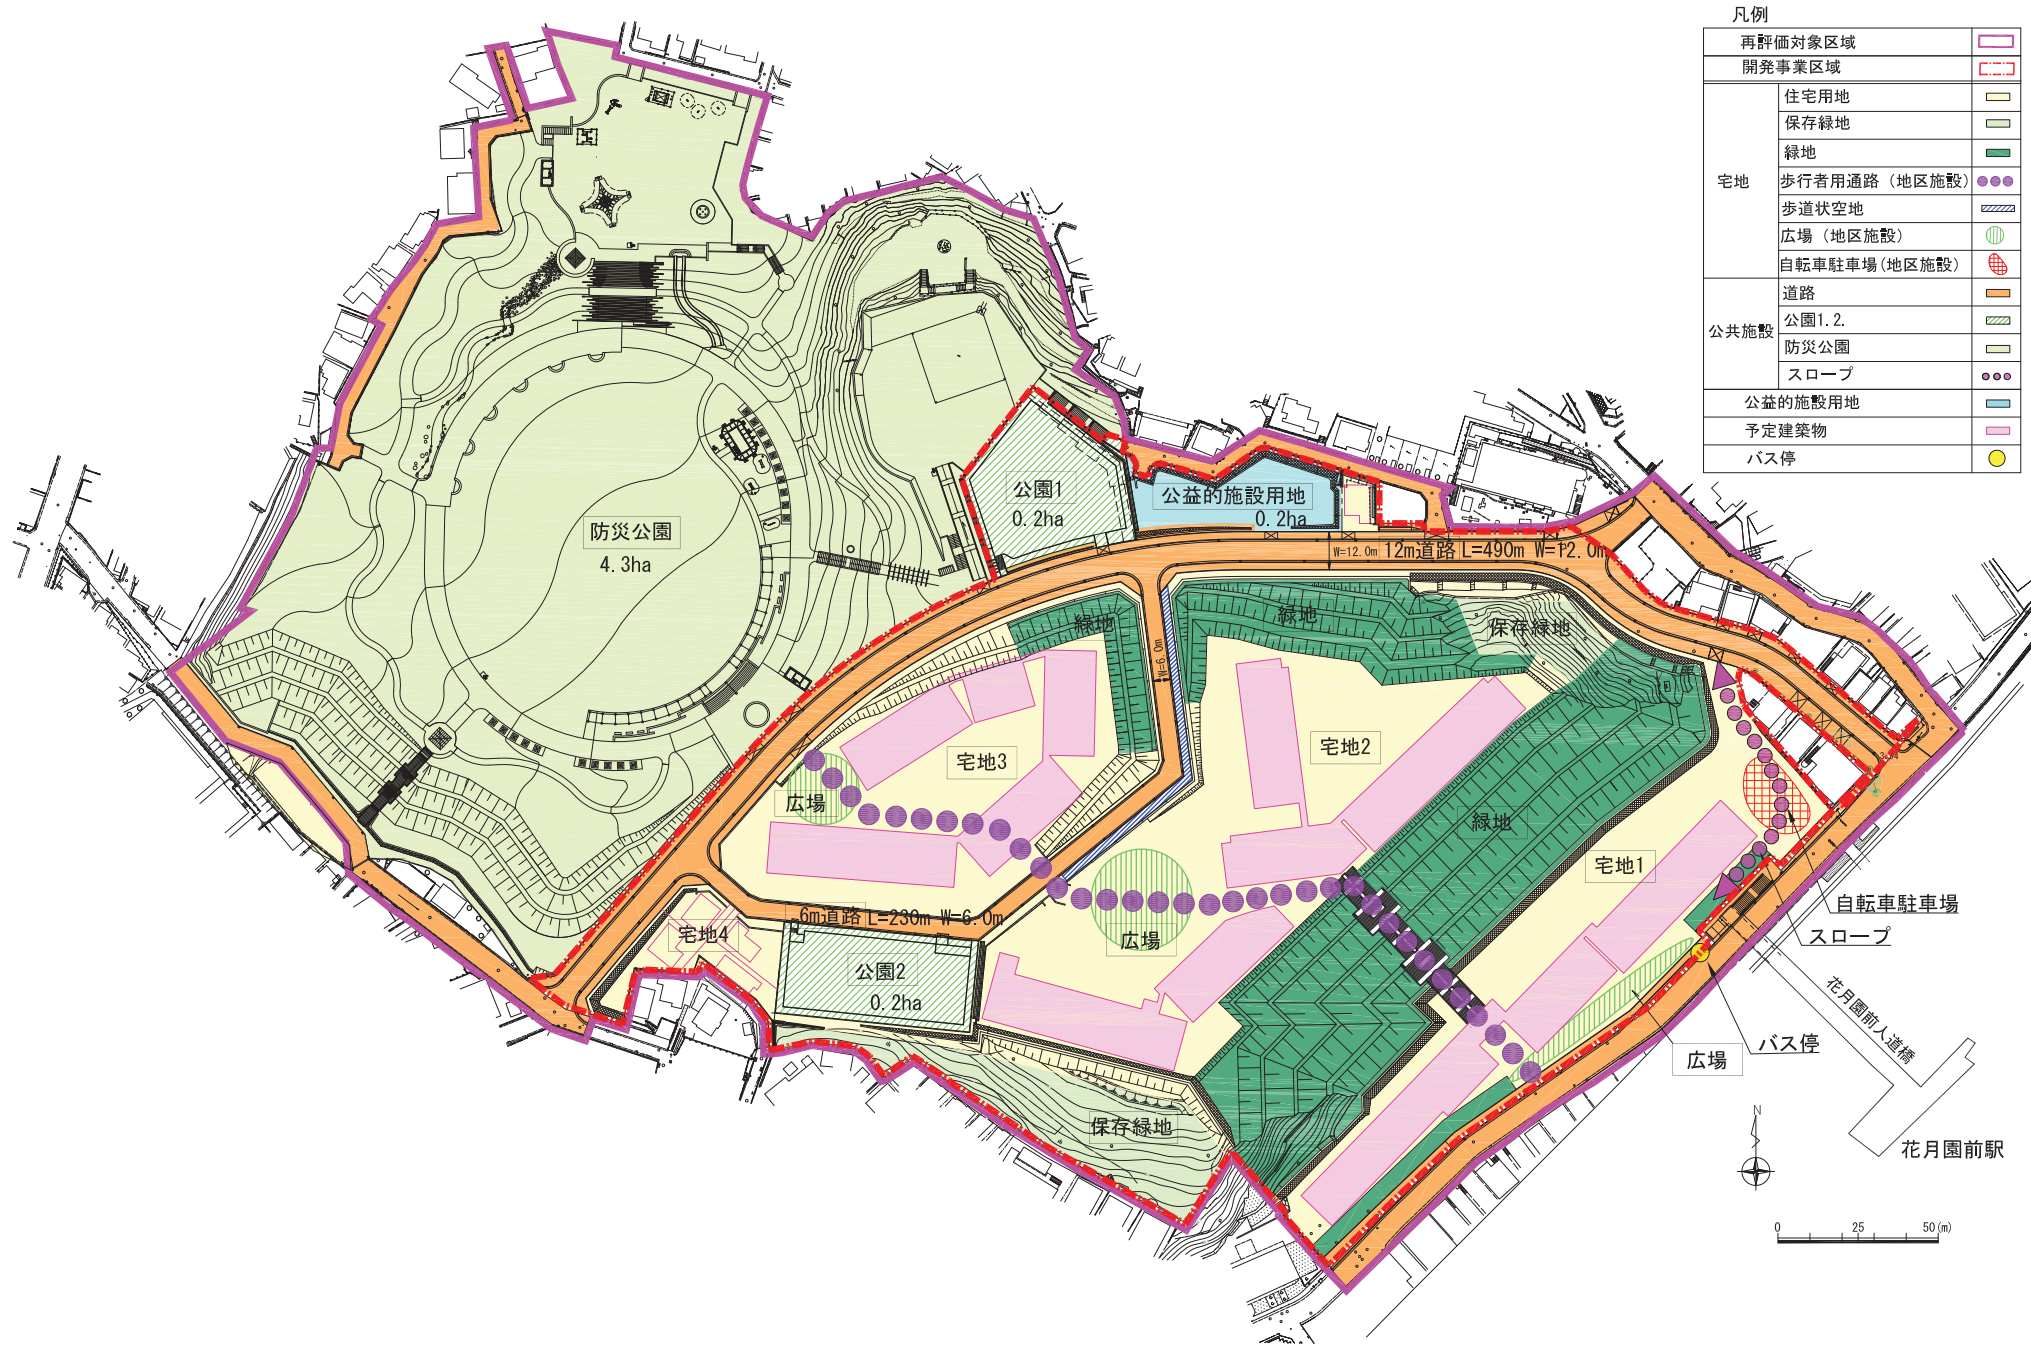 凡例
再評価対象区域
開発事業区域
宅地
住宅用地
保存緑地
緑地
歩行者用通路（地区施設）
歩道状空地
広場（地区施設）
自転車駐車場（地区施設）
公共施設
道路
公園1.2.
防災公園
スロープ
公益的施設用地
予定建築物
バス停
公園1
0.2ha
公益的施設用地
0.2ha
防災公園
4.3ha
W=12.0m
12m道路 L=490m W=12.0m
緑地
緑地
保存緑地
W=6.0m
宅地3
宅地2
広場
緑地
宅地1
6m道路 L=230m W=6.0m
宅地4
広場
公園2
0.2ha
自転車駐車場
スロープ
花月園前人道橋
バス停
広場
保存緑地
花月園前駅
N
0 25 50(m)